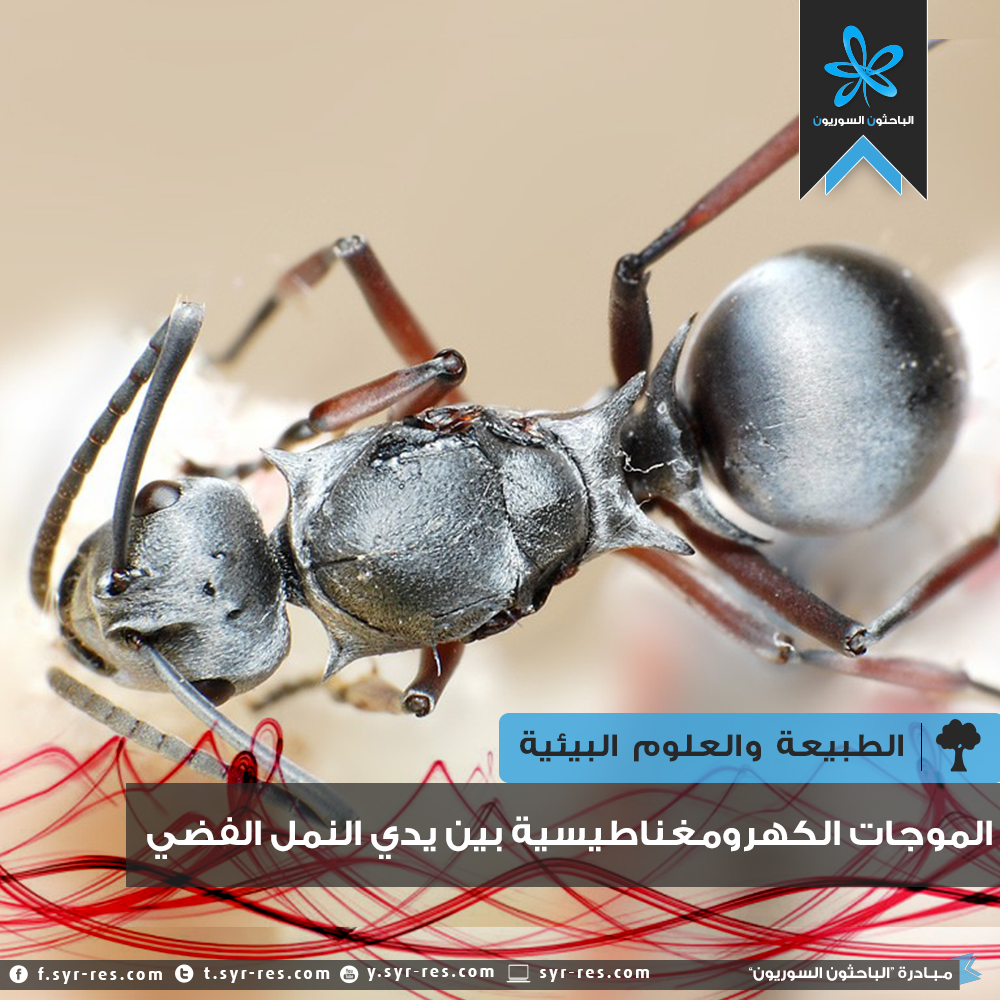 الباحثون السوريون
الطبيعة والعلوم البيئية
الموجات الكهرومغناطيسية بين يدي النمل الفضي
f.syr-res.com t.syr-res.com y.syr-res.com syr-res.com مبادرة "الباحثون السوريون"